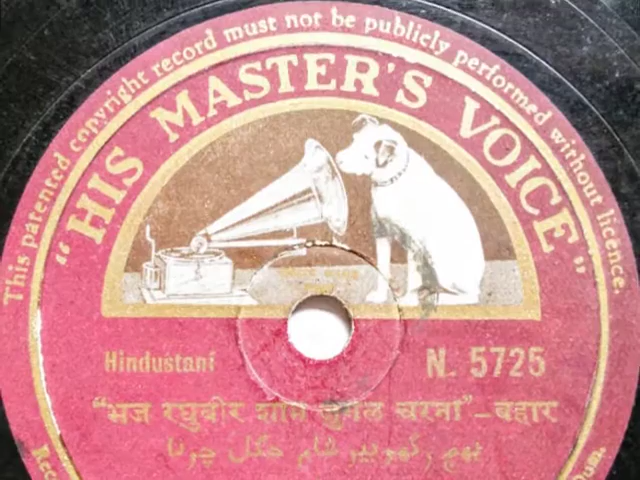 This patented copyright record must not be publicly performed without licence.
"HIS MASTER'S VOICE"
Hindustani
N. 5725
"भज रघुवीर शाम युगल चरना" – बहार